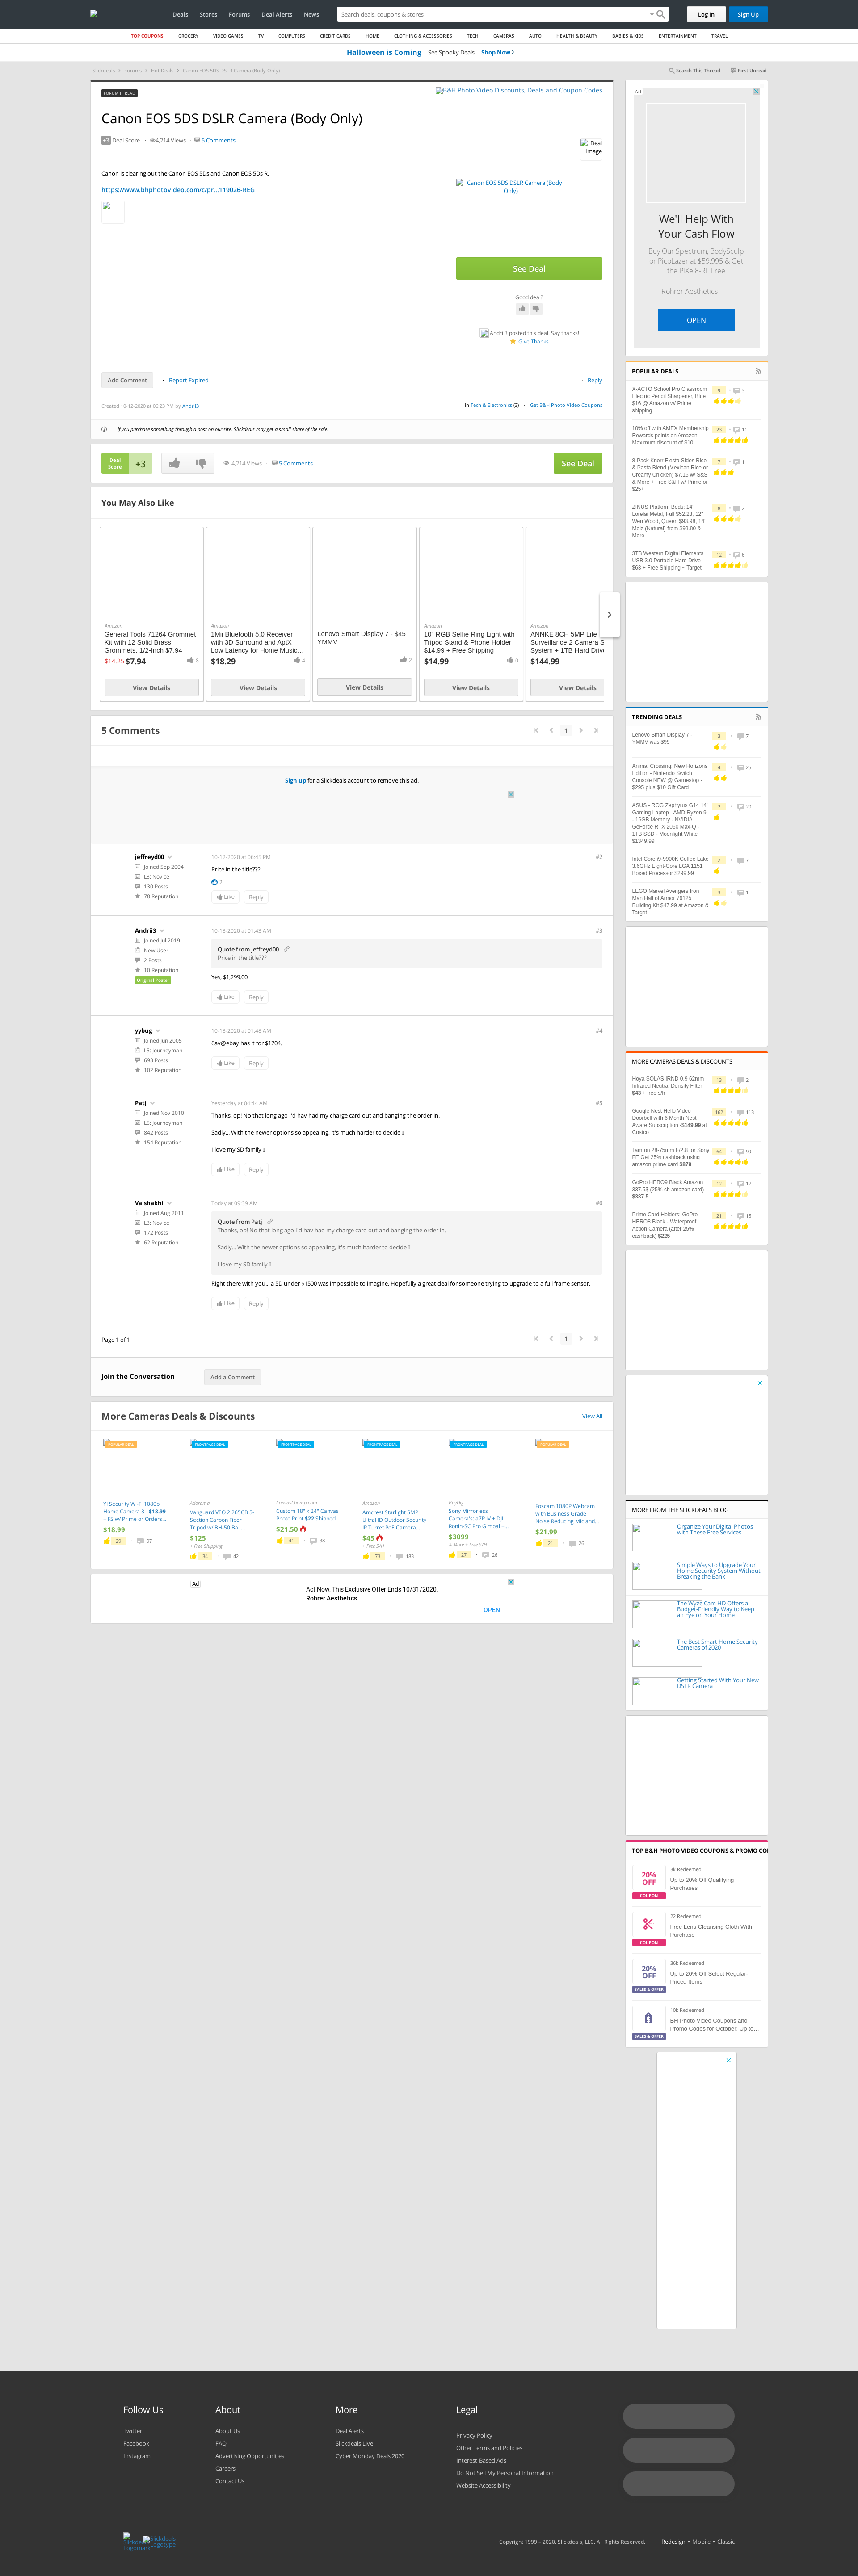 Deals Stores Forums Deal Alerts News
Search deals, coupons & stores
Log In
Sign Up
TOP COUPONS GROCERY VIDEO GAMES TV COMPUTERS CREDIT CARDS HOME CLOTHING & ACCESSORIES TECH CAMERAS AUTO HEALTH & BEAUTY BABIES & KIDS ENTERTAINMENT TRAVEL
Halloween is Coming See Spooky Deals Shop Now
Slickdeals Forums Hot Deals Canon EOS 5DS DSLR Camera (Body Only)
Search This Thread First Unread
FORUM THREAD
B&H Photo Video Discounts, Deals and Coupon Codes
Canon EOS 5DS DSLR Camera (Body Only)
+3 Deal Score 4,214 Views 5 Comments
Deal Image
Canon is clearing out the Canon EOS 5Ds and Canon EOS 5Ds R.
https://www.bhphotovideo.com/c/pr...119026-REG
Canon EOS 5DS DSLR Camera (Body Only)
See Deal
Good deal?
Andrii3 posted this deal. Say thanks!
Give Thanks
Add Comment
Report Expired
Reply
Created 10-12-2020 at 06:23 PM by Andrii3
in Tech & Electronics (3) Get B&H Photo Video Coupons
If you purchase something through a post on our site, Slickdeals may get a small share of the sale.
Deal Score +3
4,214 Views 5 Comments
See Deal
You May Also Like
Amazon
General Tools 71264 Grommet Kit with 12 Solid Brass Grommets, 1/2-Inch $7.94
$14.25 $7.94 8
View Details
Amazon
1Mii Bluetooth 5.0 Receiver with 3D Surround and AptX Low Latency for Home Music…
$18.29 4
View Details
Lenovo Smart Display 7 - $45 YMMV
2
View Details
Amazon
10" RGB Selfie Ring Light with Tripod Stand & Phone Holder $14.99 + Free Shipping
$14.99 0
View Details
Amazon
ANNKE 8CH 5MP Lite
Surveillance 2 Camera S
System + 1TB Hard Drive
$144.99
View Details
5 Comments
1
Sign up for a Slickdeals account to remove this ad.
jeffreyd00
Joined Sep 2004
L3: Novice
130 Posts
78 Reputation
10-12-2020 at 06:45 PM
#2
Price in the title???
2
Like Reply
Andrii3
Joined Jul 2019
New User
2 Posts
10 Reputation
Original Poster
10-13-2020 at 01:43 AM
#3
Quote from jeffreyd00
Price in the title???
Yes, $1,299.00
Like Reply
yybug
Joined Jun 2005
L5: Journeyman
693 Posts
102 Reputation
10-13-2020 at 01:48 AM
#4
6av@ebay has it for $1204.
Like Reply
Patj
Joined Nov 2010
L5: Journeyman
842 Posts
154 Reputation
Yesterday at 04:44 AM
#5
Thanks, op! No that long ago I'd hav had my charge card out and banging the order in.
Sadly... With the newer options so appealing, it's much harder to decide
I love my SD family
Like Reply
Vaishakhi
Joined Aug 2011
L3: Novice
172 Posts
62 Reputation
Today at 09:39 AM
#6
Quote from Patj
Thanks, op! No that long ago I'd hav had my charge card out and banging the order in.
Sadly... With the newer options so appealing, it's much harder to decide
I love my SD family
Right there with you... a SD under $1500 was impossible to imagine. Hopefully a great deal for someone trying to upgrade to a full frame sensor.
Like Reply
Page 1 of 1
1
Join the Conversation
Add a Comment
More Cameras Deals & Discounts
View All
POPULAR DEAL
YI Security Wi-Fi 1080p Home Camera 3 - $18.99 + FS w/ Prime or Orders...
$18.99
29 97
FRONTPAGE DEAL
Adorama
Vanguard VEO 2 265CB 5-Section Carbon Fiber Tripod w/ BH-50 Ball...
$125
+ Free Shipping
34 42
FRONTPAGE DEAL
CanvasChamp.com
Custom 18" x 24" Canvas Photo Print $22 Shipped
$21.50
41 38
FRONTPAGE DEAL
Amazon
Amcrest Starlight 5MP UltraHD Outdoor Security IP Turret PoE Camera...
$45
+ Free S/H
73 183
FRONTPAGE DEAL
BuyDig
Sony Mirrorless Camera's: a7R IV + DJI Ronin-SC Pro Gimbal +...
$3099
& More + Free S/H
27 26
POPULAR DEAL
Foscam 1080P Webcam with Business Grade Noise Reducing Mic and...
$21.99
21 26
Ad
Act Now, This Exclusive Offer Ends 10/31/2020.
Rohrer Aesthetics
OPEN
Ad
We'll Help With Your Cash Flow
Buy Our Spectrum, BodySculp or PicoLazer at $59,995 & Get the PiXel8-RF Free
Rohrer Aesthetics
OPEN
POPULAR DEALS
X-ACTO School Pro Classroom Electric Pencil Sharpener, Blue $16 @ Amazon w/ Prime shipping
9 3
10% off with AMEX Membership Rewards points on Amazon. Maximum discount of $10
23 11
8-Pack Knorr Fiesta Sides Rice & Pasta Blend (Mexican Rice or Creamy Chicken) $7.15 w/ S&S & More + Free S&H w/ Prime or $25+
7 1
ZINUS Platform Beds: 14" Lorelai Metal, Full $52.23, 12" Wen Wood, Queen $93.98, 14" Moiz (Natural) from $93.80 & More
8 2
3TB Western Digital Elements USB 3.0 Portable Hard Drive $63 + Free Shipping ~ Target
12 6
TRENDING DEALS
Lenovo Smart Display 7 - YMMV was $99
3 7
Animal Crossing: New Horizons Edition - Nintendo Switch Console NEW @ Gamestop - $295 plus $10 Gift Card
4 25
ASUS - ROG Zephyrus G14 14" Gaming Laptop - AMD Ryzen 9 - 16GB Memory - NVIDIA GeForce RTX 2060 Max-Q - 1TB SSD - Moonlight White $1349.99
2 20
Intel Core i9-9900K Coffee Lake 3.6GHz Eight-Core LGA 1151 Boxed Processor $299.99
2 7
LEGO Marvel Avengers Iron Man Hall of Armor 76125 Building Kit $47.99 at Amazon & Target
3 1
MORE CAMERAS DEALS & DISCOUNTS
Hoya SOLAS IRND 0.9 62mm Infrared Neutral Density Filter $43 + free s/h
13 2
Google Nest Hello Video Doorbell with 6 Month Nest Aware Subscription -$149.99 at Costco
162 113
Tamron 28-75mm F/2.8 for Sony FE Get 25% cashback using amazon prime card $879
64 99
GoPro HERO9 Black Amazon 337.5$ (25% cb amazon card) $337.5
12 17
Prime Card Holders: GoPro HERO8 Black - Waterproof Action Camera (after 25% cashback) $225
21 15
MORE FROM THE SLICKDEALS BLOG
Organize Your Digital Photos with These Free Services
Simple Ways to Upgrade Your Home Security System Without Breaking the Bank
The Wyze Cam HD Offers a Budget-Friendly Way to Keep an Eye on Your Home
The Best Smart Home Security Cameras of 2020
Getting Started With Your New DSLR Camera
TOP B&H PHOTO VIDEO COUPONS & PROMO CO
20% OFF
COUPON
3k Redeemed
Up to 20% Off Qualifying Purchases
COUPON
22 Redeemed
Free Lens Cleansing Cloth With Purchase
20% OFF
SALES & OFFER
36k Redeemed
Up to 20% Off Select Regular-Priced Items
SALES & OFFER
10k Redeemed
BH Photo Video Coupons and Promo Codes for October: Up to…
Follow Us
Twitter
Facebook
Instagram
About
About Us
FAQ
Advertising Opportunities
Careers
Contact Us
More
Deal Alerts
Slickdeals Live
Cyber Monday Deals 2020
Legal
Privacy Policy
Other Terms and Policies
Interest-Based Ads
Do Not Sell My Personal Information
Website Accessibility
Slickdeals Logomark
Slickdeals Logotype
Copyright 1999 – 2020. Slickdeals, LLC. All Rights Reserved. Redesign • Mobile • Classic